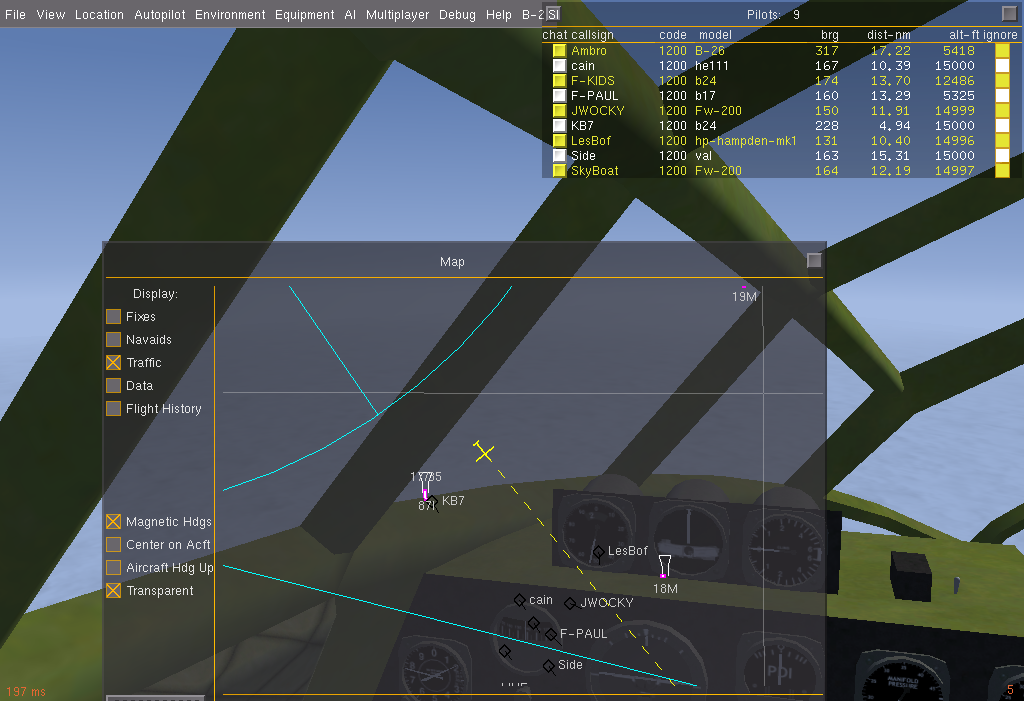 File View Location Autopilot Environment Equipment AI Multiplayer Debug Help B-2
SI Pilots: 9
chat callsign code model brg dist-nm alt-ft ignore
Ambro 1200 B-26 317 17.22 5418
cain 1200 he111 167 10.39 15000
F-KIDS 1200 b24 174 13.70 12486
F-PAUL 1200 b17 160 13.29 5325
JWOCKY 1200 Fw-200 150 11.91 14999
KB7 1200 b24 228 4.94 15000
LesBof 1200 hp-hampden-mk1 131 10.40 14996
Side 1200 val 163 15.31 15000
SkyBoat 1200 Fw-200 164 12.19 14997
Map
Display:
19M
Fixes
Navaids
Traffic
Data
Flight History
KB7
Magnetic Hdgs
Center on Acft
LesBof
Aircraft Hdg Up
Transparent
18M
cain
JWOCKY
F-PAUL
Side
MANIFOLD
PRESSURE
197 ms
5